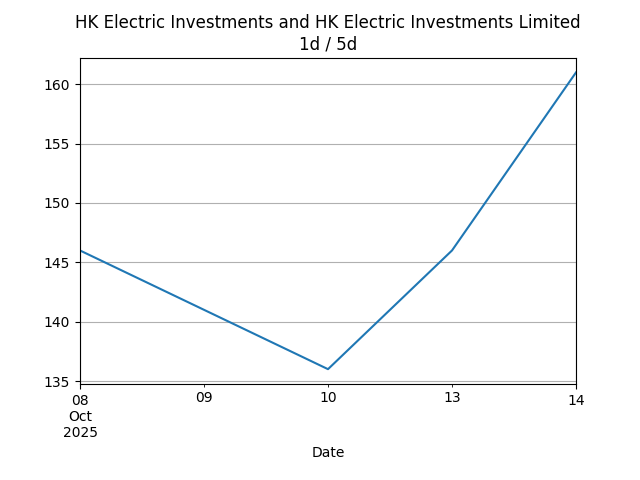 HK Electric Investments and HK Electric Investments Limited
1d / 5d
160
155
150
145
140
135
08 09 10 13 14
Oct
2025
Date